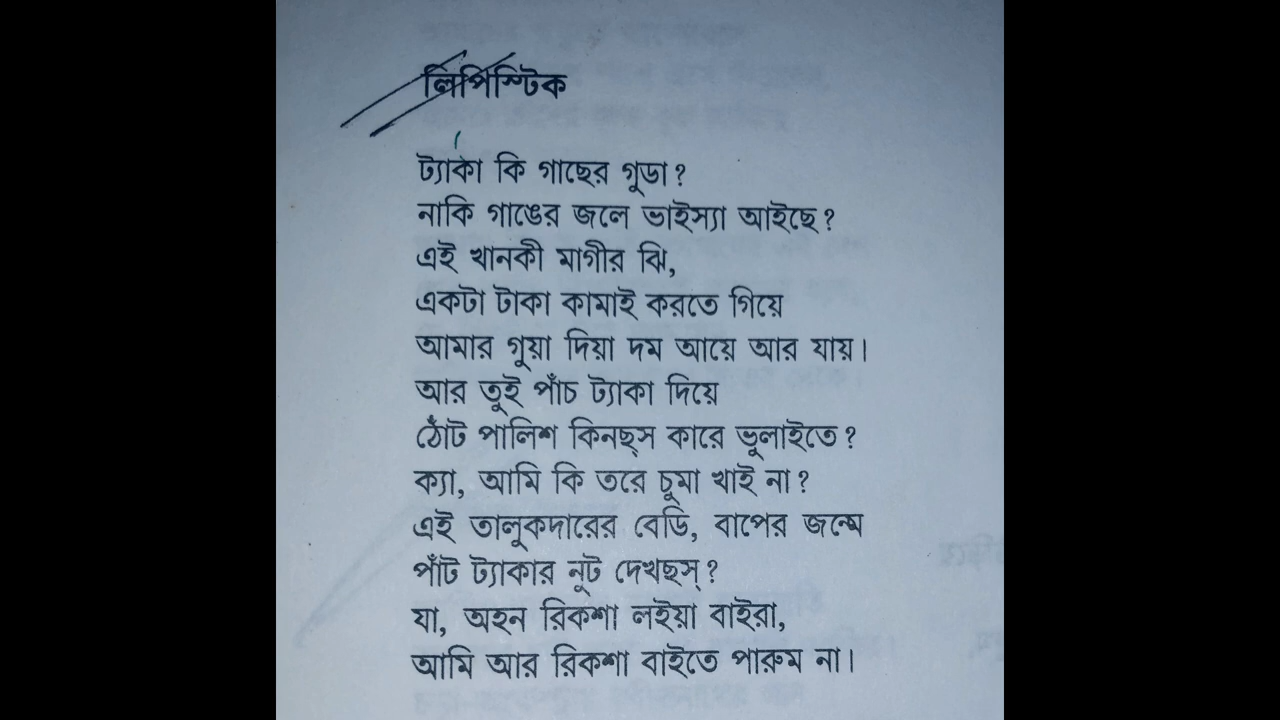 লিপিস্টিক
ট্যাকা কি গাছের গুডা?
নাকি গাঙের জলে ভাইস্যা আইছে?
এই খানকী মাগীর ঝি,
একটা টাকা কামাই করতে গিয়ে
আমার গুয়া দিয়া দম আয়ে আর যায়।
আর তুই পাঁচ ট্যাকা দিয়ে
ঠোঁট পালিশ কিনছ্স কারে ভুলাইতে?
ক্যা, আমি কি তরে চুমা খাই না?
এই তালুকদারের বেডি, বাপের জন্মে
পাঁট ট্যাকার নুট দেখছস্?
যা, অহন রিকশা লইয়া বাইরা,
আমি আর রিকশা বাইতে পারুম না।